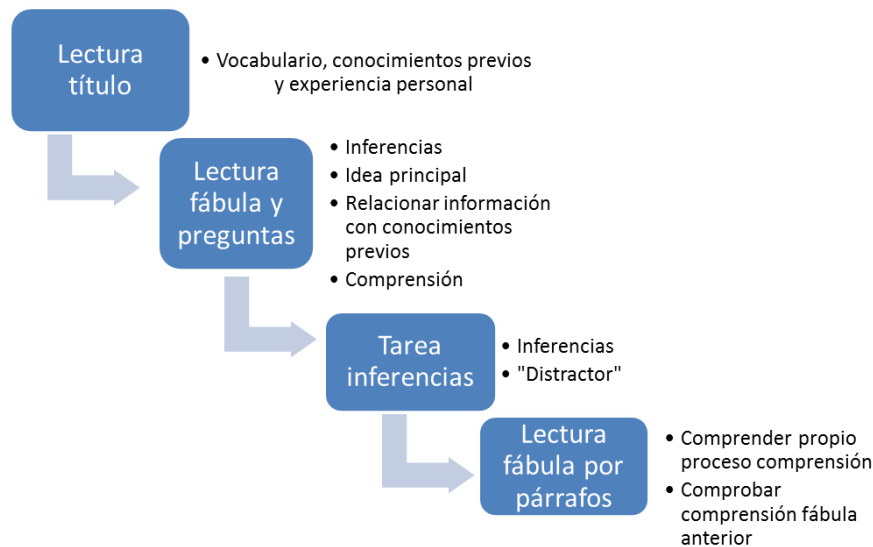 Lectura
título
• Vocabulario, conocimientos previos
y experiencia personal
Lectura
fábula y
preguntas
• Inferencias
• Idea principal
• Relacionar información
con conocimientos
previos
• Comprensión
Tarea
inferencias
• Inferencias
• "Distractor"
Lectura
fábula por
párrafos
• Comprender propio
proceso comprensión
• Comprobar
comprensión fábula
anterior